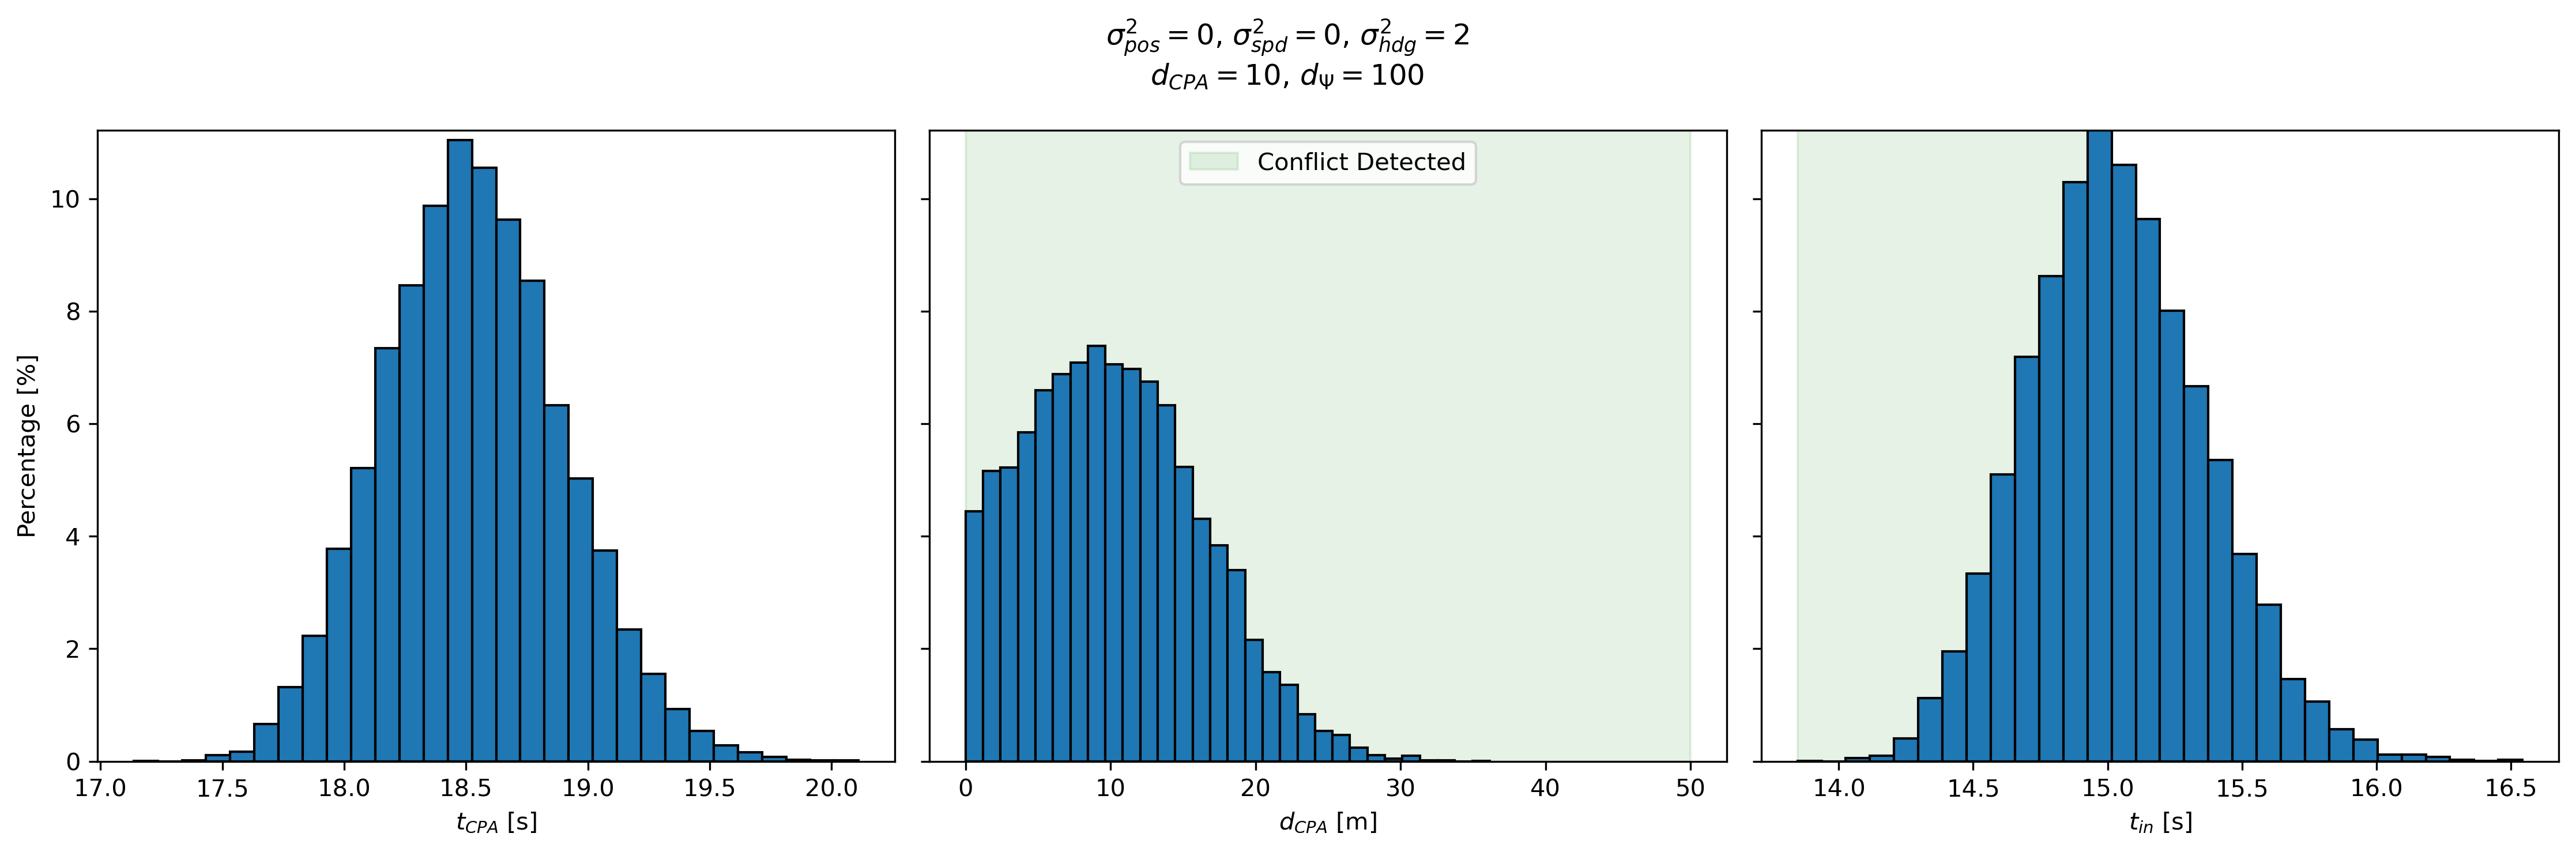 σ²pos = 0, σ²spd = 0, σ²hdg = 2
dCPA = 10, dΨ = 100
Percentage [%]
10
8
6
4
2
0
17.0 17.5 18.0 18.5 19.0 19.5 20.0
tCPA [s]
Conflict Detected
0 10 20 30 40 50
dCPA [m]
14.0 14.5 15.0 15.5 16.0 16.5
tin [s]